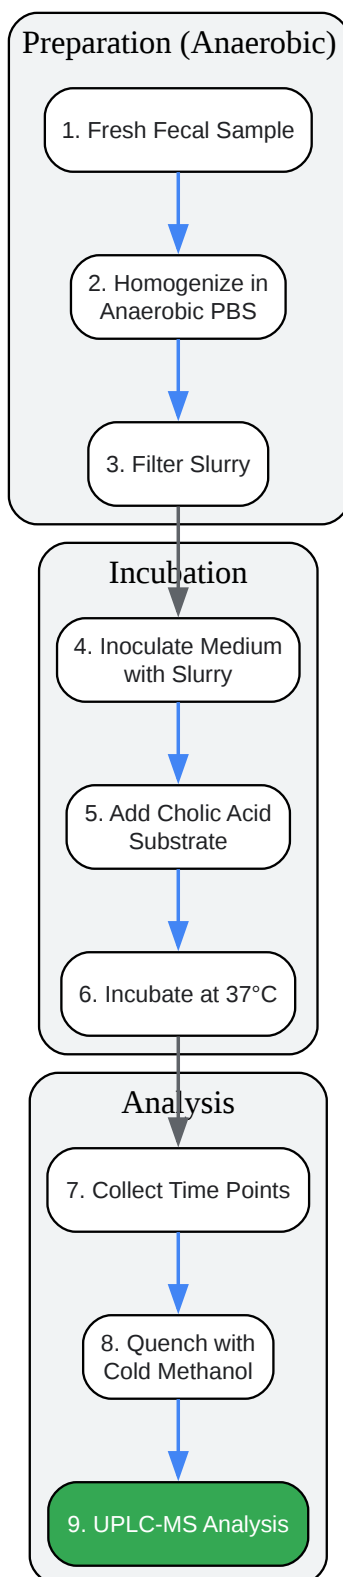 Preparation (Anaerobic)
1. Fresh Fecal Sample
2. Homogenize in
Anaerobic PBS
3. Filter Slurry
Incubation
4. Inoculate Medium
with Slurry
5. Add Cholic Acid
Substrate
6. Incubate at 37°C
Analysis
7. Collect Time Points
8. Quench with
Cold Methanol
9. UPLC-MS Analysis